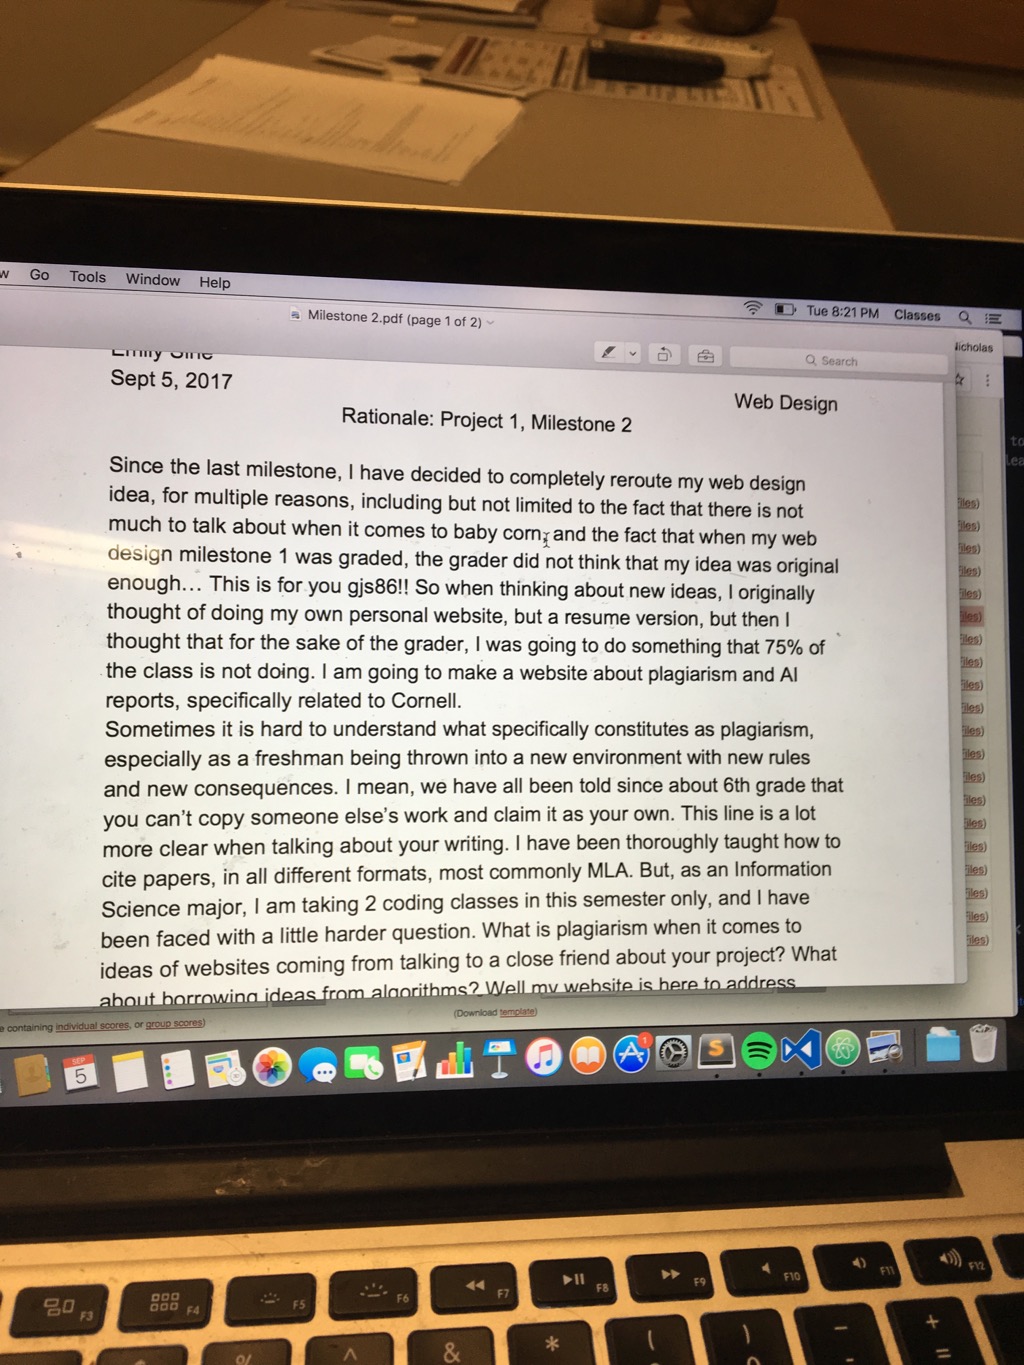 Go Tools Window Help
Tue 8:21 PM Classes
Milestone 2.pdf (page 1 of 2)
Search
Sept 5, 2017
Web Design
Rationale: Project 1, Milestone 2
Since the last milestone, I have decided to completely reroute my web design
idea, for multiple reasons, including but not limited to the fact that there is not
much to talk about when it comes to baby corn, and the fact that when my web
design milestone 1 was graded, the grader did not think that my idea was original
enough... This is for you gjs86!! So when thinking about new ideas, I originally
thought of doing my own personal website, but a resume version, but then I
thought that for the sake of the grader, I was going to do something that 75% of
the class is not doing. I am going to make a website about plagiarism and AI
reports, specifically related to Cornell.
Sometimes it is hard to understand what specifically constitutes as plagiarism,
especially as a freshman being thrown into a new environment with new rules
and new consequences. I mean, we have all been told since about 6th grade that
you can't copy someone else's work and claim it as your own. This line is a lot
more clear when talking about your writing. I have been thoroughly taught how to
cite papers, in all different formats, most commonly MLA. But, as an Information
Science major, I am taking 2 coding classes in this semester only, and I have
been faced with a little harder question. What is plagiarism when it comes to
ideas of websites coming from talking to a close friend about your project? What
about borrowing ideas from algorithms? Well my website is here to address
(Download template)
containing individual scores, or group scores)
SEP
5
1
S
F3
F4
F5
F6
F7
F8
F9
F10
F11
F12
%
^
&
*
(
)
–
+
=